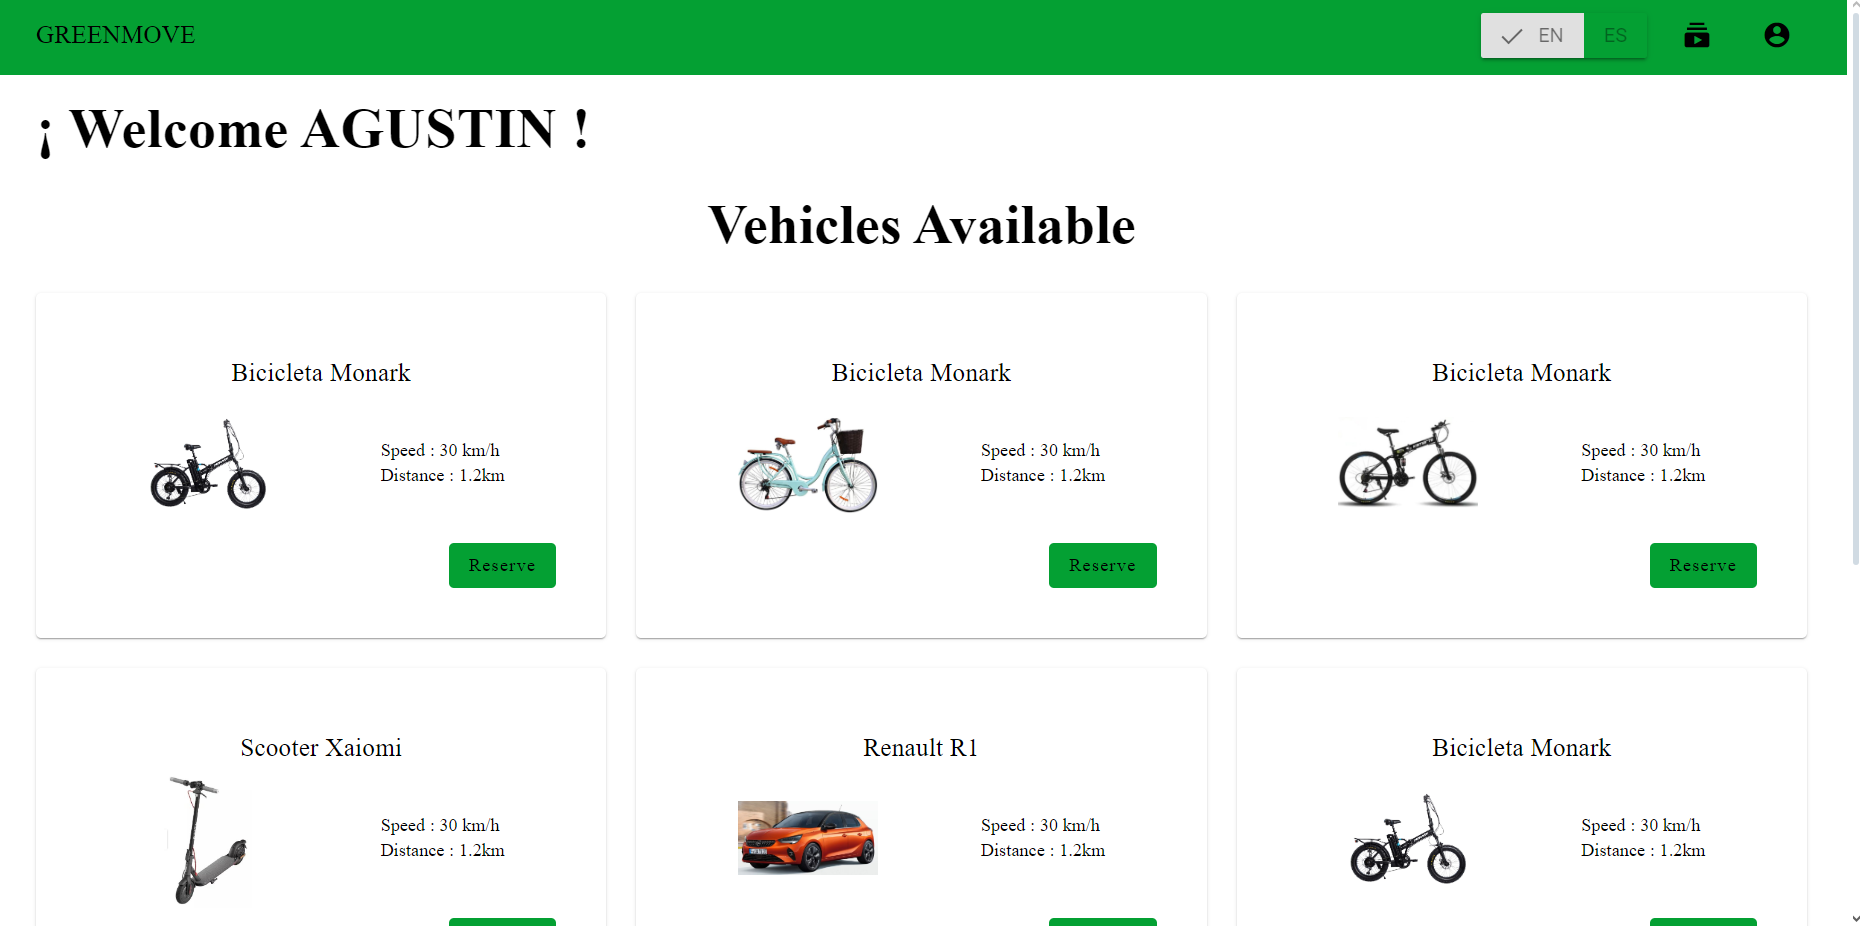 GREENMOVE
EN
ES
¡ Welcome AGUSTIN !
Vehicles Available
Bicicleta Monark
Speed : 30 km/h
Distance : 1.2km
Reserve
Bicicleta Monark
Speed : 30 km/h
Distance : 1.2km
Reserve
Bicicleta Monark
Speed : 30 km/h
Distance : 1.2km
Reserve
Scooter Xaiomi
Speed : 30 km/h
Distance : 1.2km
Renault R1
Speed : 30 km/h
Distance : 1.2km
Bicicleta Monark
Speed : 30 km/h
Distance : 1.2km